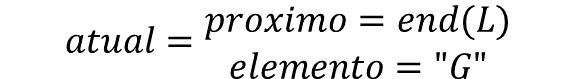 atual = proximo = end(L)
elemento = "G"